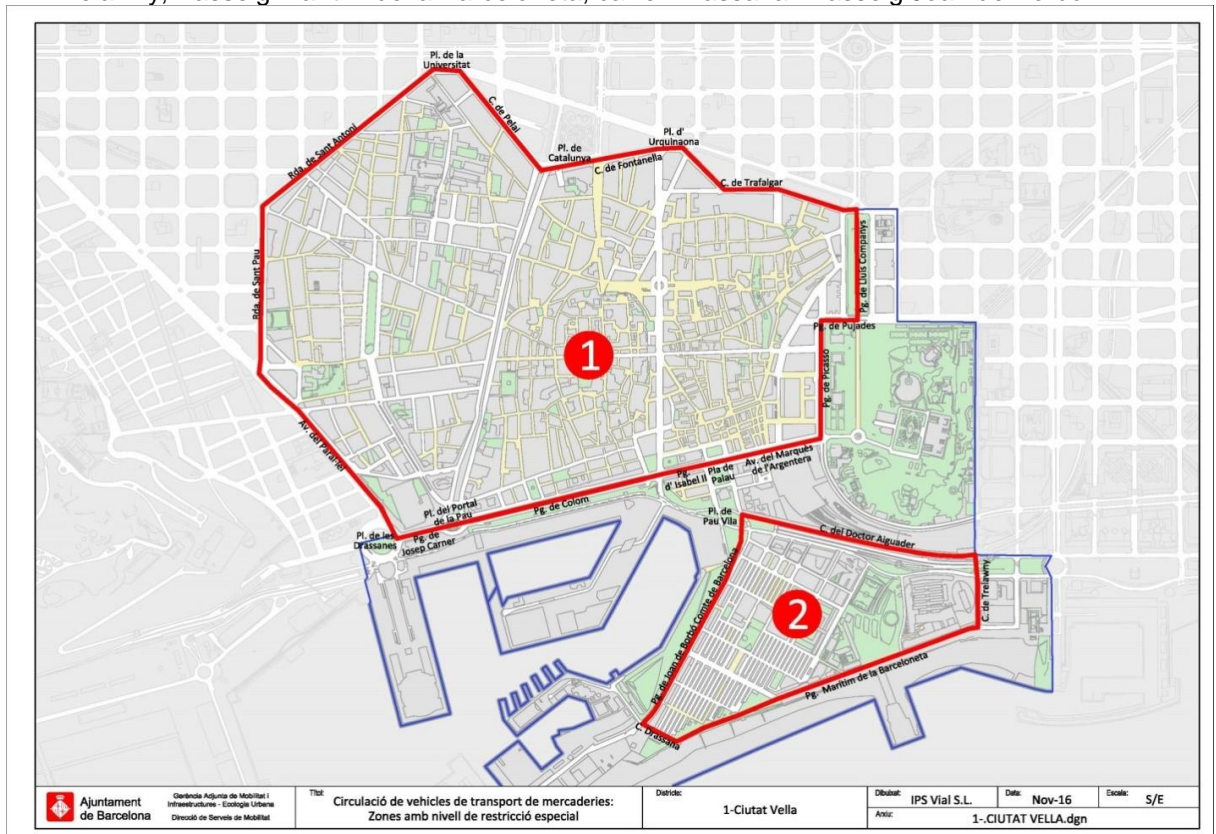 Pl. de la
Universitat
C. de Pelai
Rda. de Sant Antoni
Pl. de
Catalunya
C. de Fontanella
Pl. d'
Urquinaona
C. de Trafalgar
Pg. de Lluís Companys
Rda. de Sant Pau
Pg. de Pujades
1
Pg. de Picasso
Av. del Paral·lel
Av. del Marquès
de l'Argentera
Pla de
Palau
Pg.
d' Isabel II
Pl. del Portal
de la Pau
Pg. de Colom
Pl. de
Pau Vila
Pl. de les
Drassanes
Pg. de
Josep Carner
C. del Doctor Aiguader
C. de Trelawny
2
Pg. de Joan de Borbó Comte de Barcelona
Pg. Marítim de la Barceloneta
C. Drassana
Ajuntament
de Barcelona
Gerència Adjunta de Mobilitat i
Infraestructures - Ecologia Urbana
Direcció de Serveis de Mobilitat
Títol:
Circulació de vehicles de transport de mercaderies:
Zones amb nivell de restricció especial
Districte:
1-Ciutat Vella
Dibuixat: IPS Vial S.L.
Data: Nov-16
Escala: S/E
Arxiu: 1-.CIUTAT VELLA.dgn